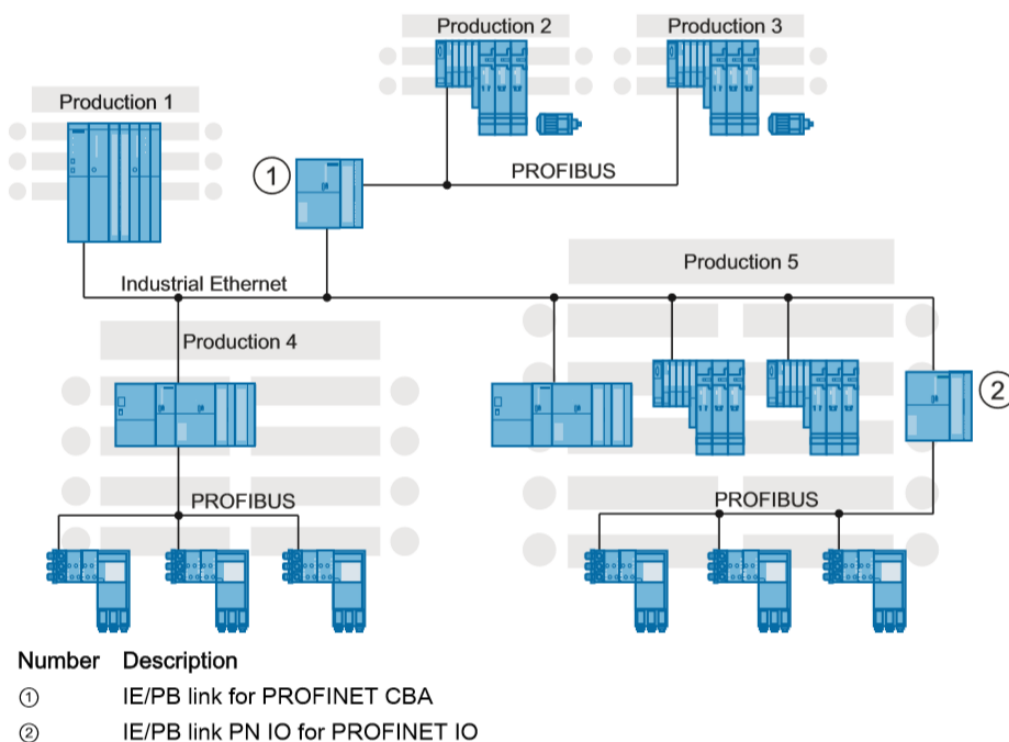 Production 2
Production 3
Production 1
①
PROFIBUS
Production 5
Industrial Ethernet
Production 4
②
PROFIBUS
PROFIBUS
Number Description
① IE/PB link for PROFINET CBA
② IE/PB link PN IO for PROFINET IO